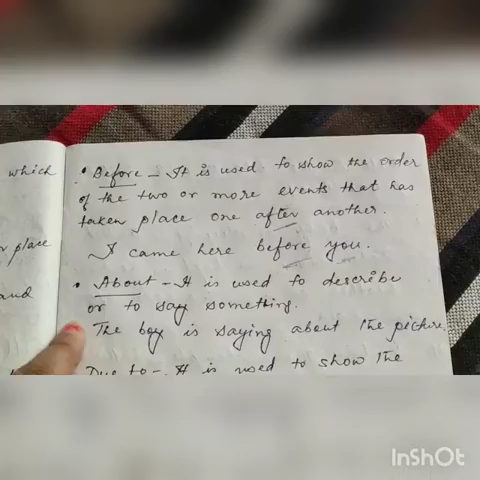 which
• Before - It is used to show the order
of the two or more events that has
taken place one after another.
place
I came here before you.
• About - It is used to describe
and
or to say something.
The boy is saying about the picture.
Due to - It is used to show the
InShOt